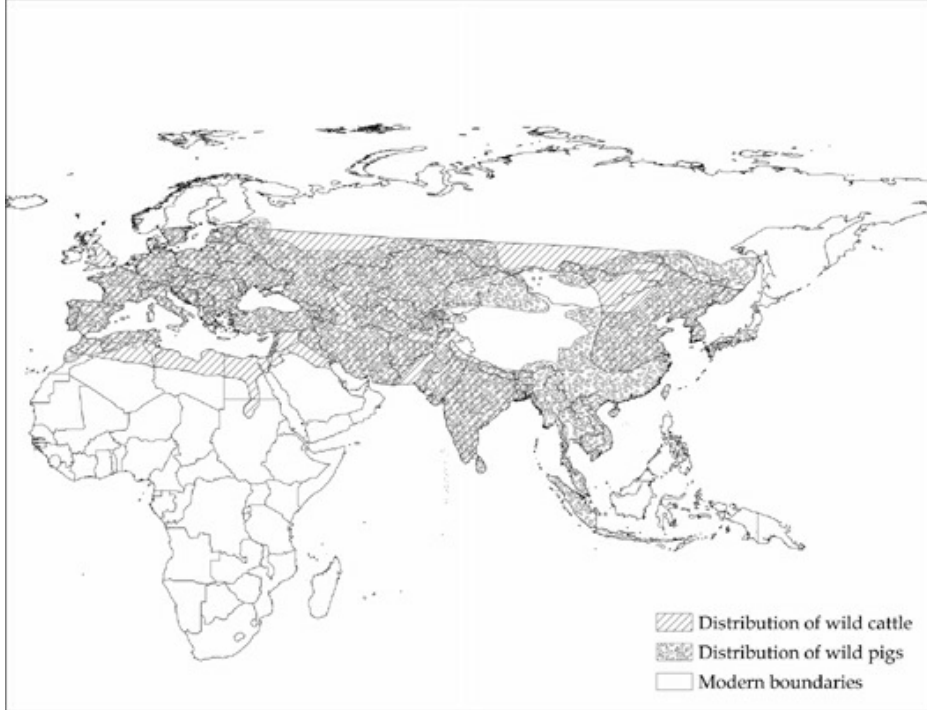 Distribution of wild cattle
Distribution of wild pigs
Modern boundaries